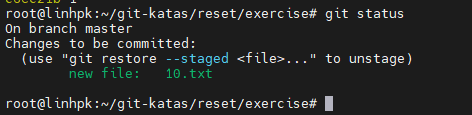 root@linhpk:~/git-katas/reset/exercise# git status
On branch master
Changes to be committed:
  (use "git restore --staged <file>..." to unstage)
        new file:   10.txt

root@linhpk:~/git-katas/reset/exercise#